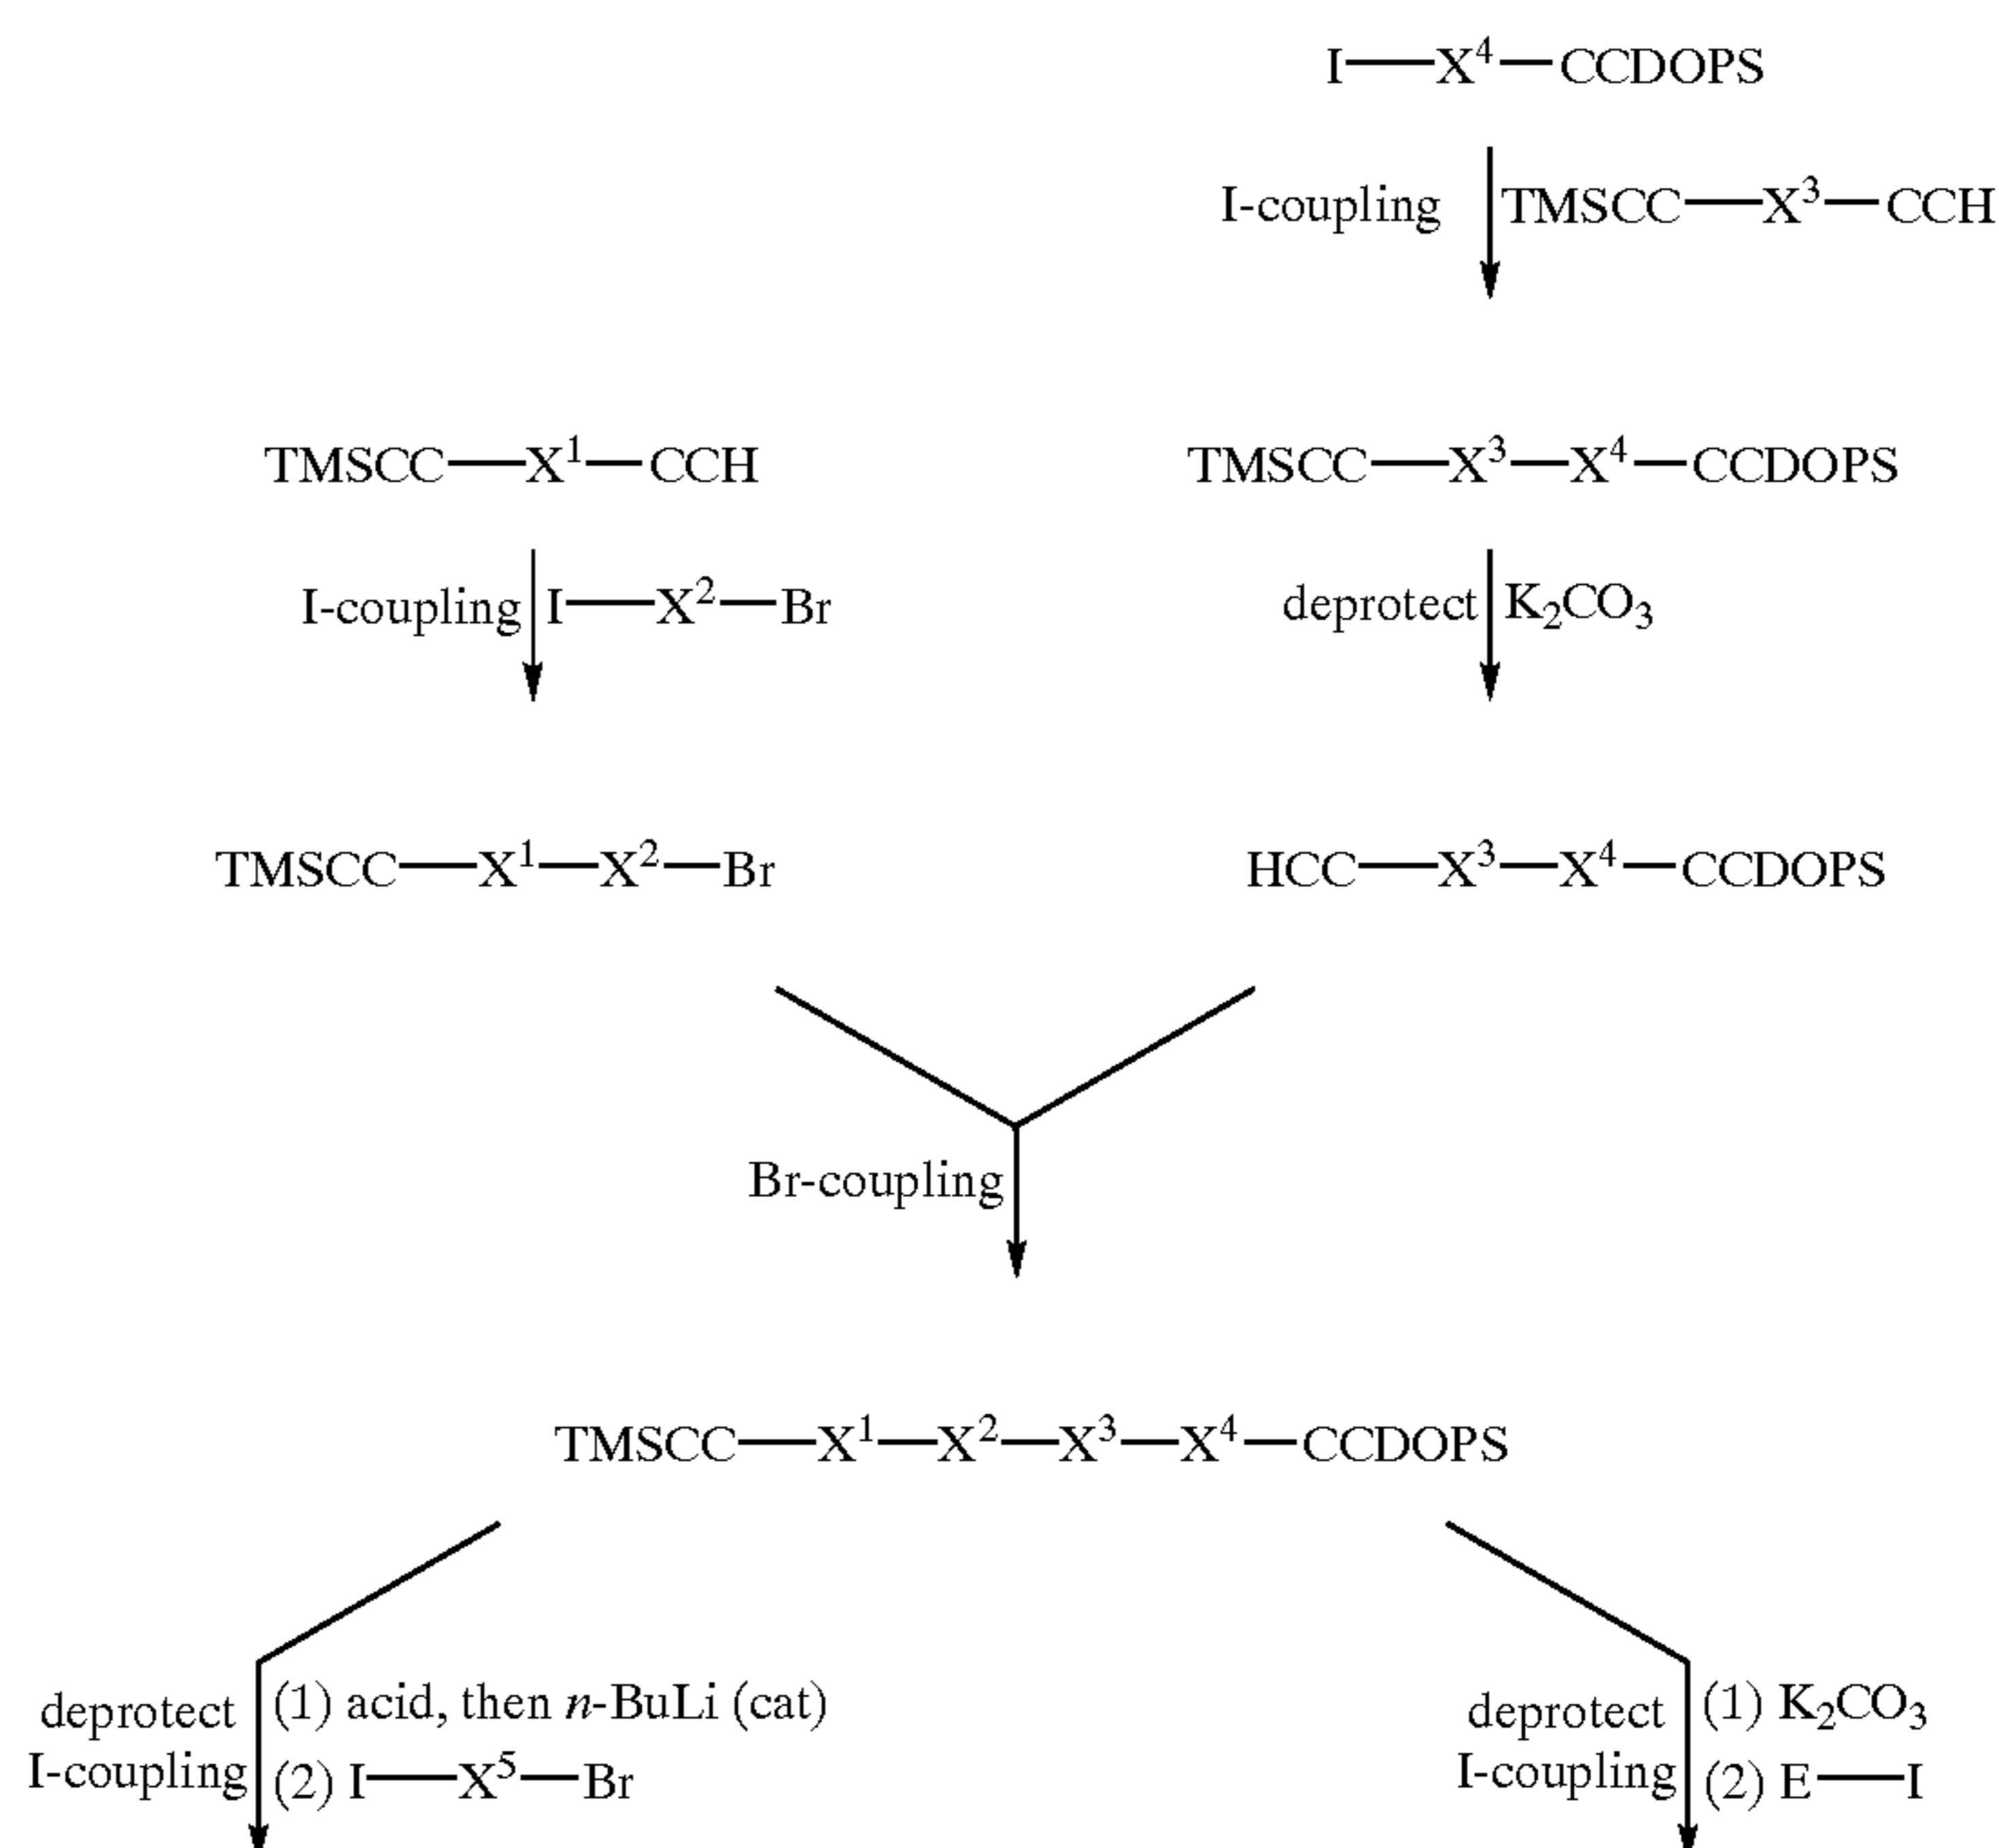 I—X⁴—CCDOPS
I-coupling TMSCC—X³—CCH
TMSCC—X¹—CCH
TMSCC—X³—X⁴—CCDOPS
I-coupling I—X²—Br
deprotect K₂CO₃
TMSCC—X¹—X²—Br
HCC—X³—X⁴—CCDOPS
Br-coupling
TMSCC—X¹—X²—X³—X⁴—CCDOPS
deprotect (1) acid, then n-BuLi (cat)
I-coupling (2) I—X⁵—Br
deprotect (1) K₂CO₃
I-coupling (2) E—I